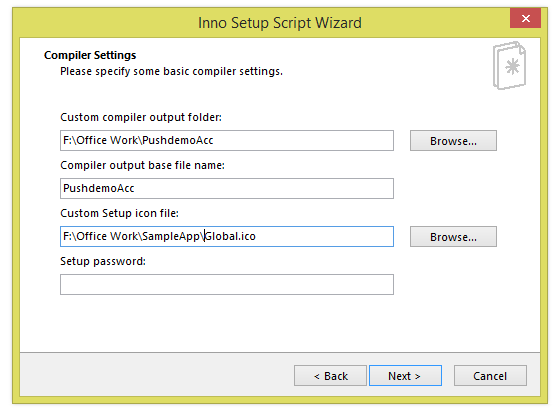 Inno Setup Script Wizard
Compiler Settings
Please specify some basic compiler settings.
Custom compiler output folder:
F:\Office Work\PushdemoAcc
Browse...
Compiler output base file name:
PushdemoAcc
Custom Setup icon file:
F:\Office Work\SampleApp\Global.ico
Browse...
Setup password:
< Back
Next >
Cancel